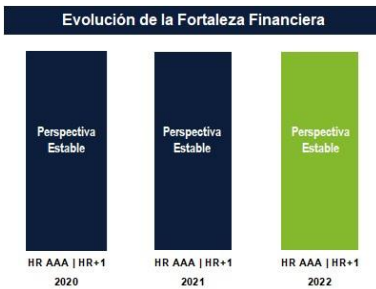 Evolución de la Fortaleza Financiera
Perspectiva
Estable
Perspectiva
Estable
Perspectiva
Estable
HR AAA | HR+1
HR AAA | HR+1
HR AAA | HR+1
2020
2021
2022